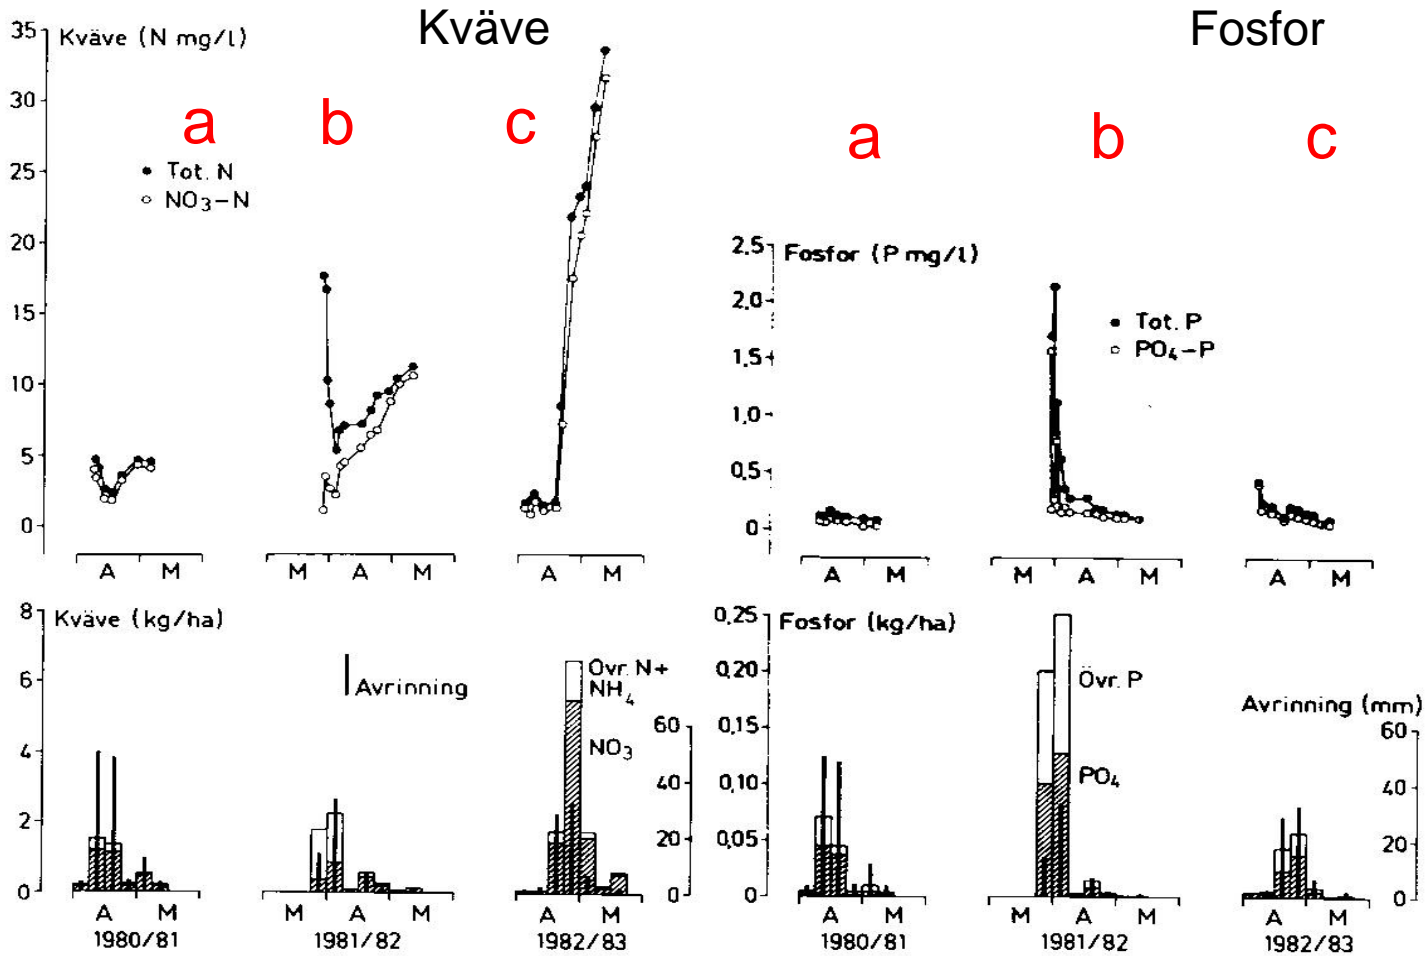 Kväve
Fosfor
35
Kväve (N mg/l)
30
25
20
15
10
5
0
a
b
c
Tot. N
NO3-N
A
M
M
A
M
A
M
a
b
c
2,5
Fosfor (P mg/l)
2,0
1,5
1,0
0,5
0
Tot. P
PO4-P
A
M
M
A
M
A
M
8
Kväve (kg/ha)
6
4
2
0
Avrinning
Övr. N+
NH4
NO3
60
40
20
0
A
M
M
A
M
A
M
1980/81
1981/82
1982/83
0,25
Fosfor (kg/ha)
0,20
0,15
0,10
0,05
0
Övr. P
PO4
Avrinning (mm)
60
40
20
0
A
M
M
A
M
A
M
1980/81
1981/82
1982/83